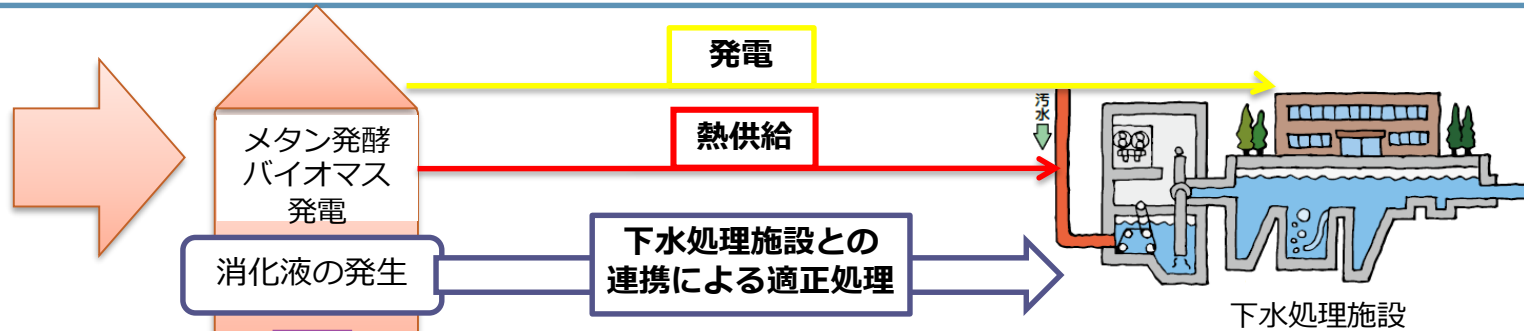 発電
汚水
熱供給
メタン発酵
バイオマス
発電
下水処理施設との
連携による適正処理
消化液の発生
下水処理施設